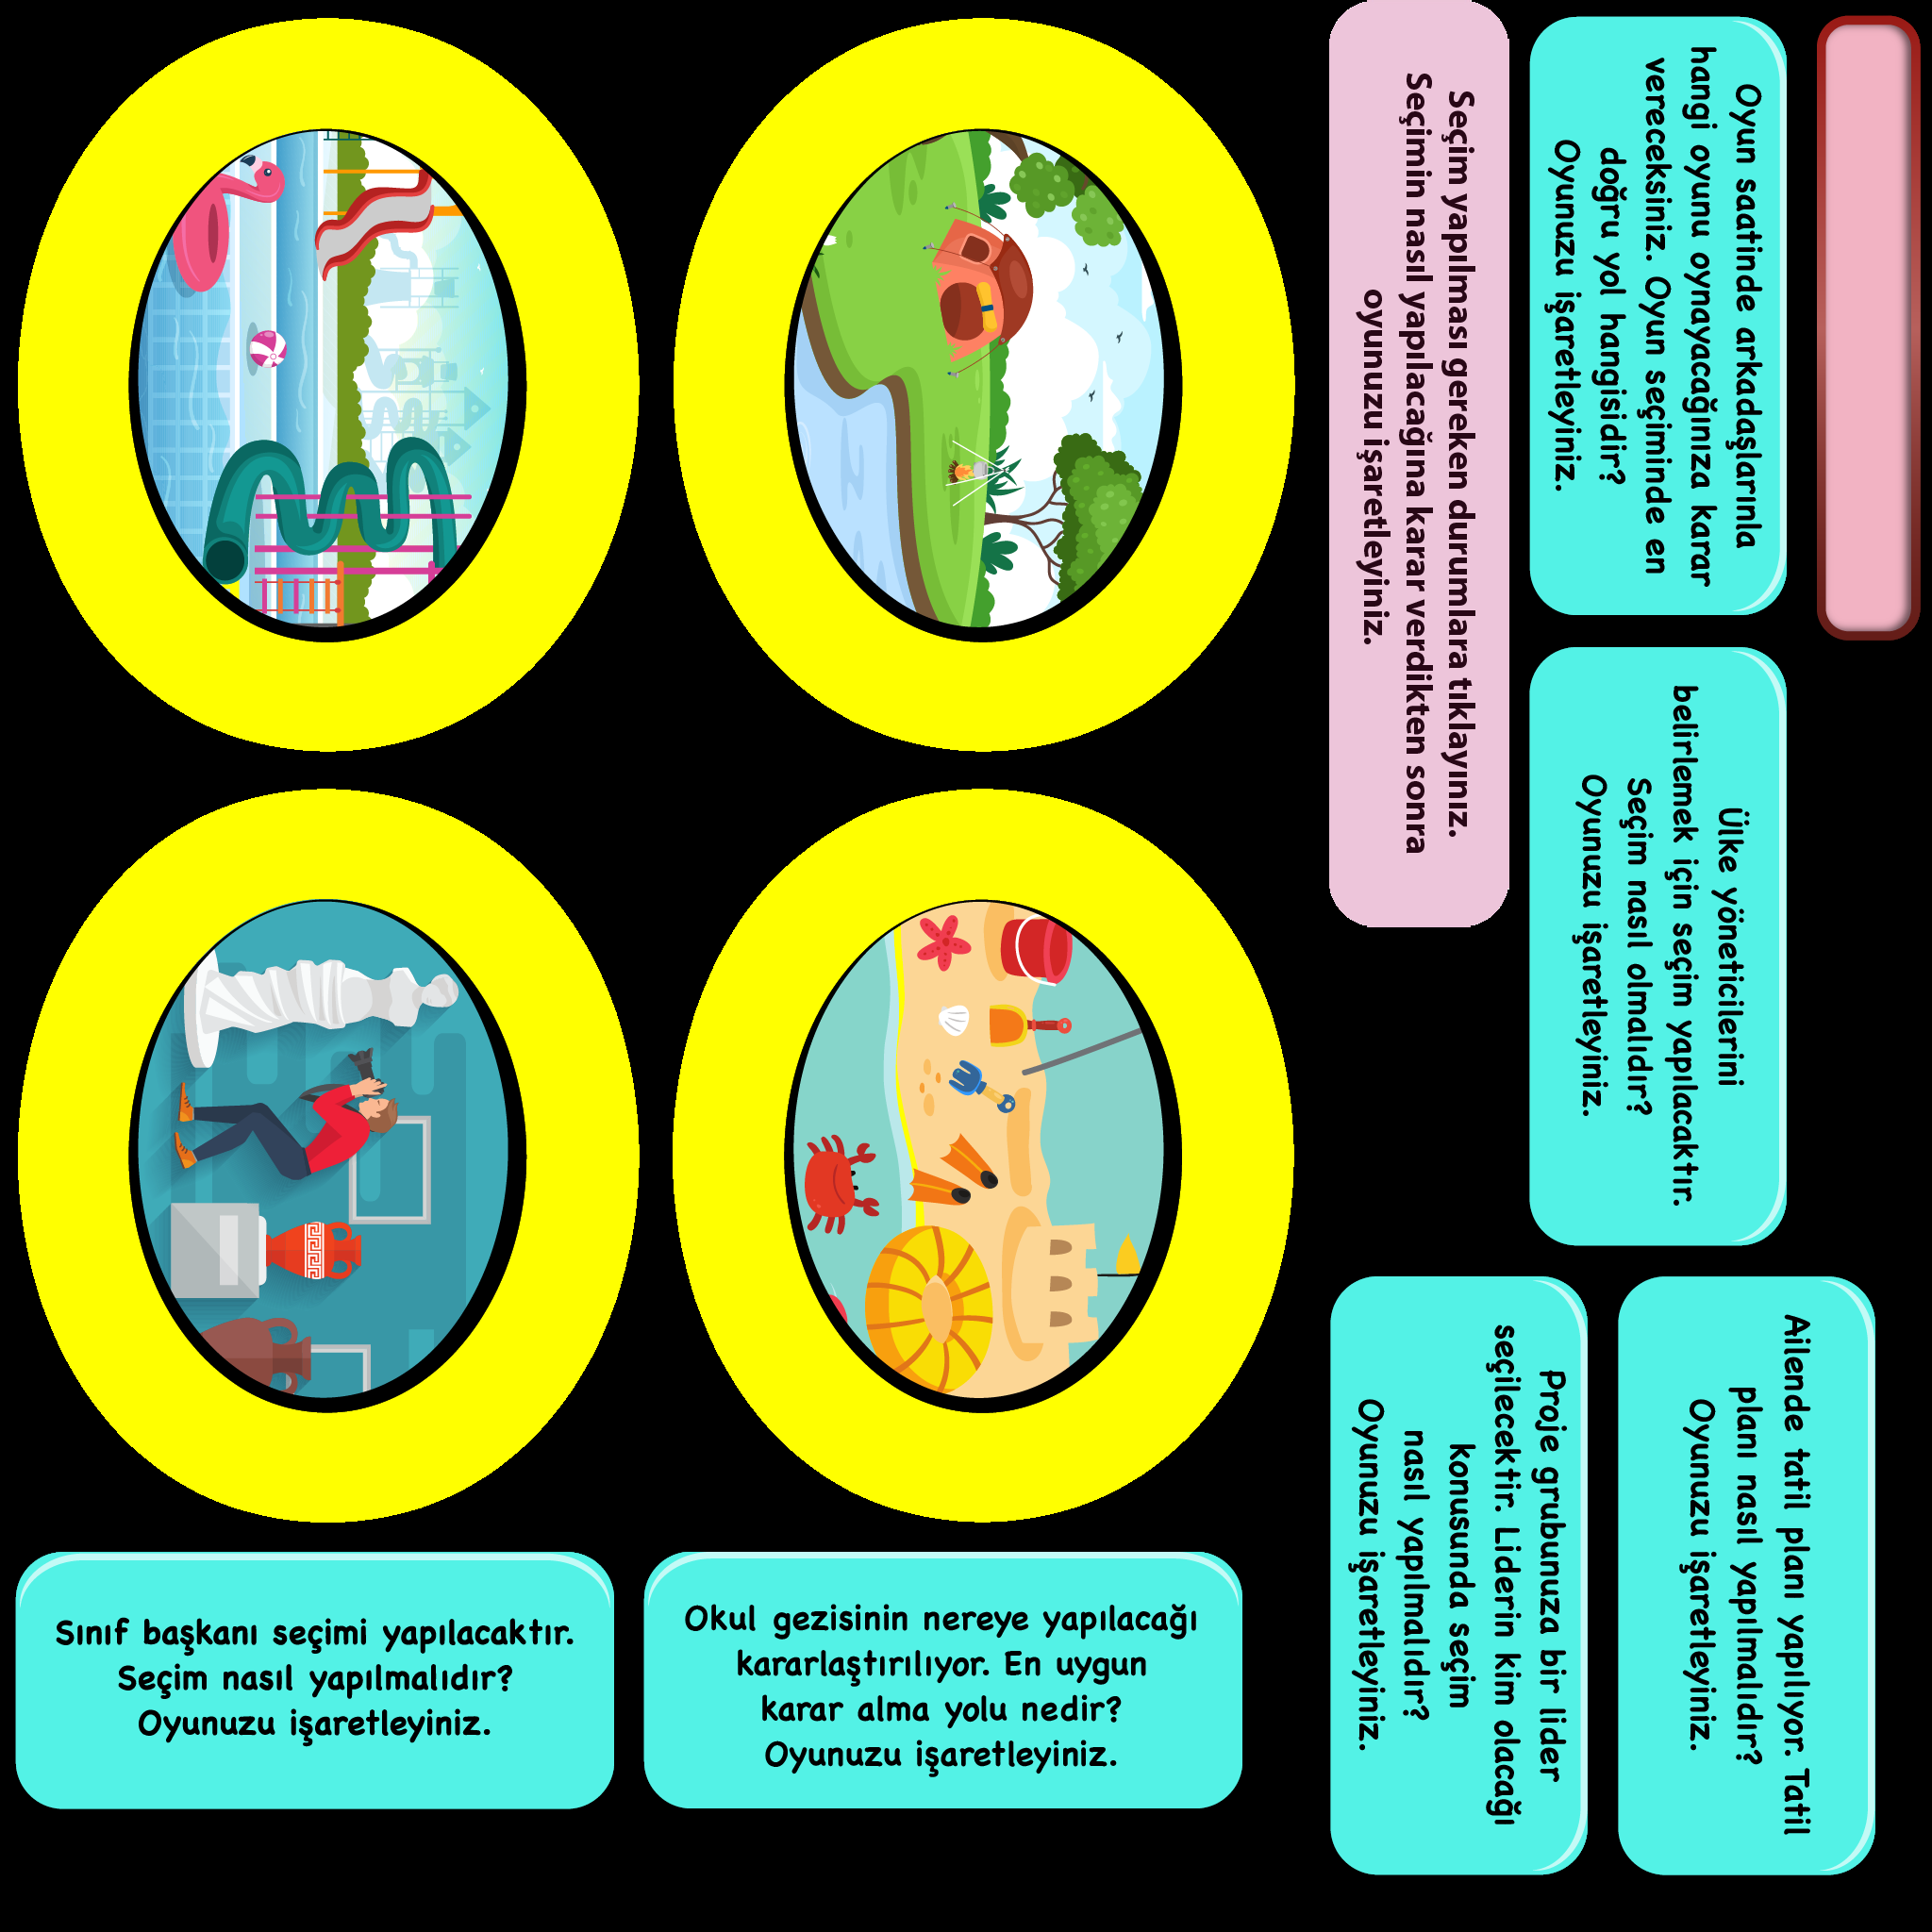 Seçim yapılması gereken durumlara tıklayınız.
Seçimin nasıl yapılacağına karar verdikten sonra
oyunuzu işaretleyiniz.
Oyun saatinde arkadaşlarınla
hangi oyunu oynayacağınıza karar
vereceksiniz. Oyun seçiminde en
doğru yol hangisidir?
Oyunuzu işaretleyiniz.
Ülke yöneticilerini
belirlemek için seçim yapılacaktır.
Seçim nasıl olmalıdır?
Oyunuzu işaretleyiniz.
Proje grubunuza bir lider
seçilecektir. Liderin kim olacağı
konusunda seçim
nasıl yapılmalıdır?
Oyunuzu işaretleyiniz.
Ailende tatil planı yapılıyor. Tatil
planı nasıl yapılmalıdır?
Oyunuzu işaretleyiniz.
Sınıf başkanı seçimi yapılacaktır.
Seçim nasıl yapılmalıdır?
Oyunuzu işaretleyiniz.
Okul gezisinin nereye yapılacağı
kararlaştırılıyor. En uygun
karar alma yolu nedir?
Oyunuzu işaretleyiniz.